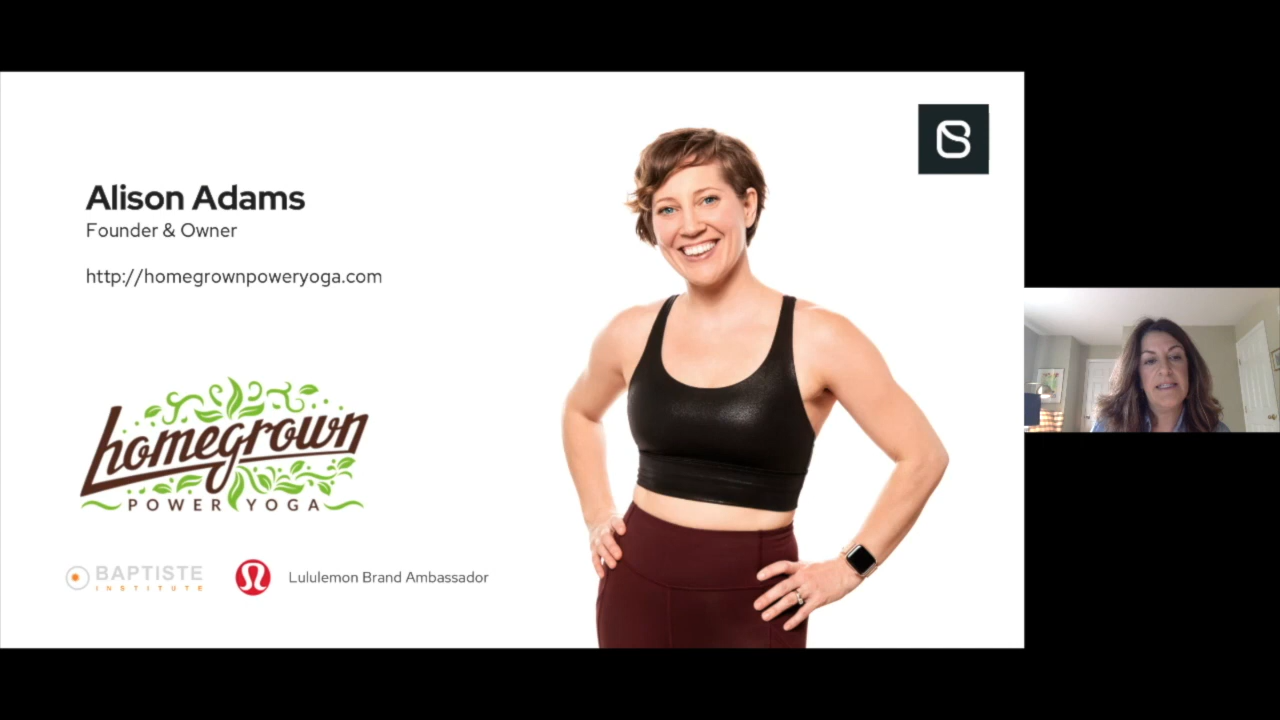 Alison Adams
Founder & Owner
http://homegrownpoweryoga.com
homegrown
POWER YOGA
BAPTISTE
INSTITUTE
Lululemon Brand Ambassador